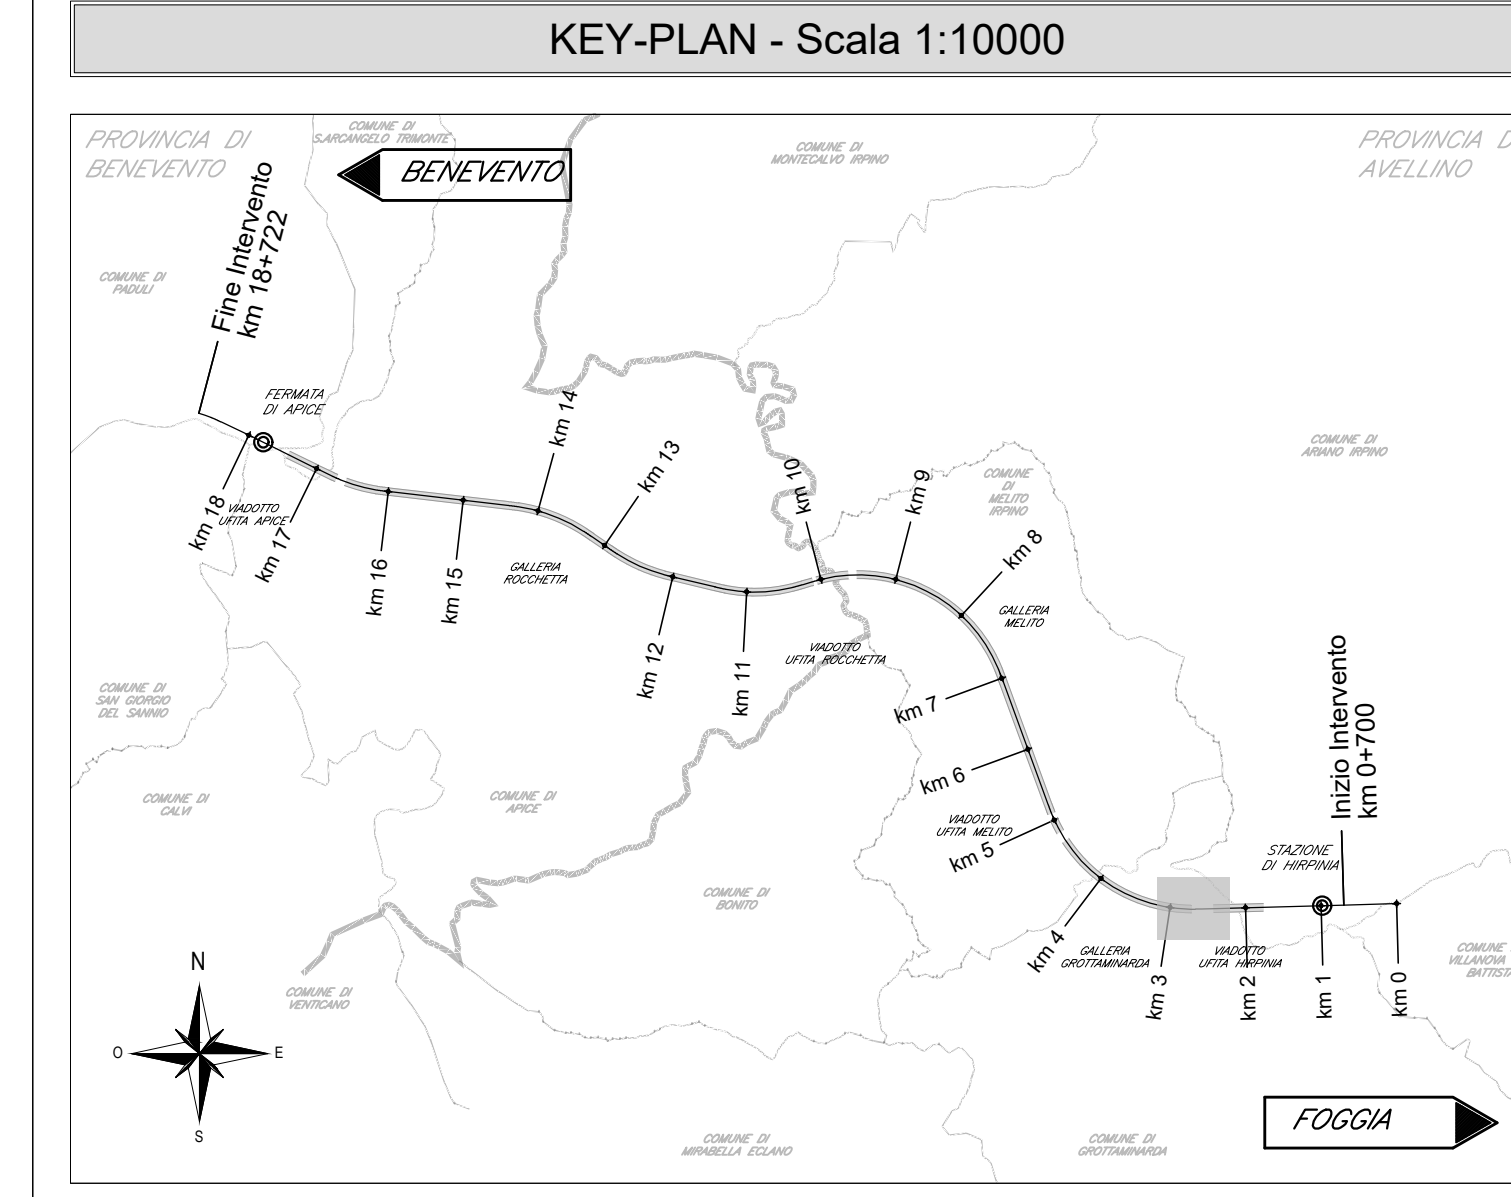 KEY-PLAN - Scala 1:10000
PROVINCIA DI
BENEVENTO
COMUNE DI
S.ARCANGELO TRIMONTE
BENEVENTO
COMUNE DI
MONTECALVO IRPINO
PROVINCIA D
AVELLINO
Fine Intervento
km 18+722
COMUNE DI
PADULI
FERMATA
DI APICE
km 14
km 13
km 10
km 9
COMUNE
DI
MELITO
IRPINO
COMUNE DI
ARIANO IRPINO
km 18
VIADOTTO
UFITA APICE
km 17
km 16
km 15
GALLERIA
ROCCHETTA
km 8
GALLERIA
MELITO
km 12
km 11
VIADOTTO
UFITA ROCCHETTA
km 7
COMUNE DI
SAN GIORGIO
DEL SANNIO
Inizio Intervento
km 0+700
km 6
COMUNE DI
CALVI
COMUNE DI
APICE
VIADOTTO
UFITA MELITO
km 5
STAZIONE
DI HIRPINIA
COMUNE DI
BONITO
km 4
GALLERIA
GROTTAMINARDA
VIADOTTO
UFITA HIRPINIA
COMUNE
VILLANOVA
BATTIST
km 3
km 2
km 1
km 0
COMUNE DI
VENTICANO
N
O
E
S
FOGGIA
COMUNE DI
MIRABELLA ECLANO
COMUNE DI
GROTTAMINARDA